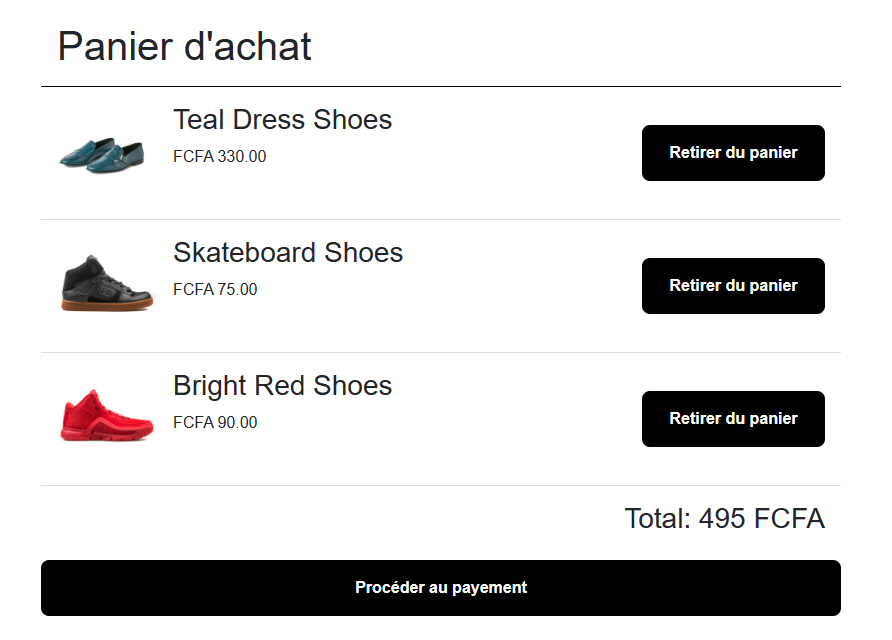 Panier d'achat
Teal Dress Shoes
FCFA 330.00
Retirer du panier
Skateboard Shoes
FCFA 75.00
Retirer du panier
Bright Red Shoes
FCFA 90.00
Retirer du panier
Total: 495 FCFA
Procéder au payement